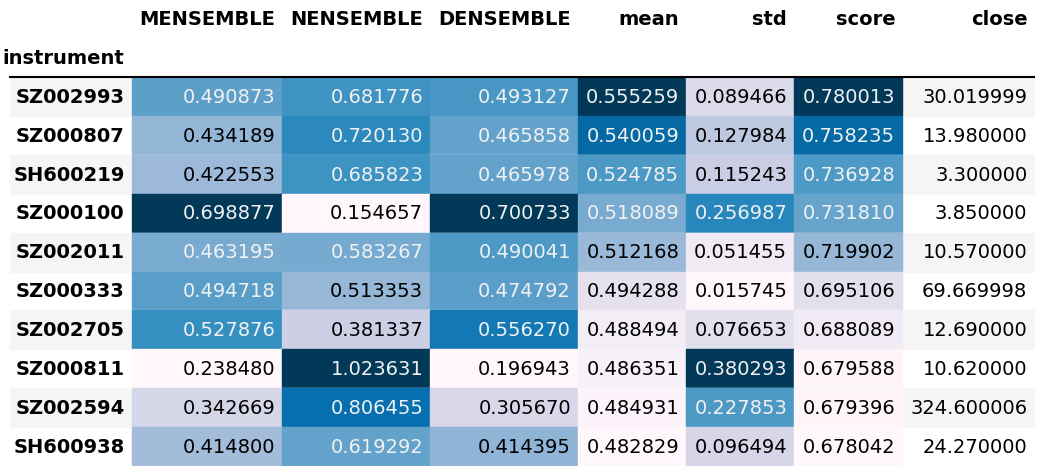 MENSEMBLE NENSEMBLE DENSEMBLE mean std score close
instrument
SZ002993 0.490873 0.681776 0.493127 0.555259 0.089466 0.780013 30.019999
SZ000807 0.434189 0.720130 0.465858 0.540059 0.127984 0.758235 13.980000
SH600219 0.422553 0.685823 0.465978 0.524785 0.115243 0.736928 3.300000
SZ000100 0.698877 0.154657 0.700733 0.518089 0.256987 0.731810 3.850000
SZ002011 0.463195 0.583267 0.490041 0.512168 0.051455 0.719902 10.570000
SZ000333 0.494718 0.513353 0.474792 0.494288 0.015745 0.695106 69.669998
SZ002705 0.527876 0.381337 0.556270 0.488494 0.076653 0.688089 12.690000
SZ000811 0.238480 1.023631 0.196943 0.486351 0.380293 0.679588 10.620000
SZ002594 0.342669 0.806455 0.305670 0.484931 0.227853 0.679396 324.600006
SH600938 0.414800 0.619292 0.414395 0.482829 0.096494 0.678042 24.270000